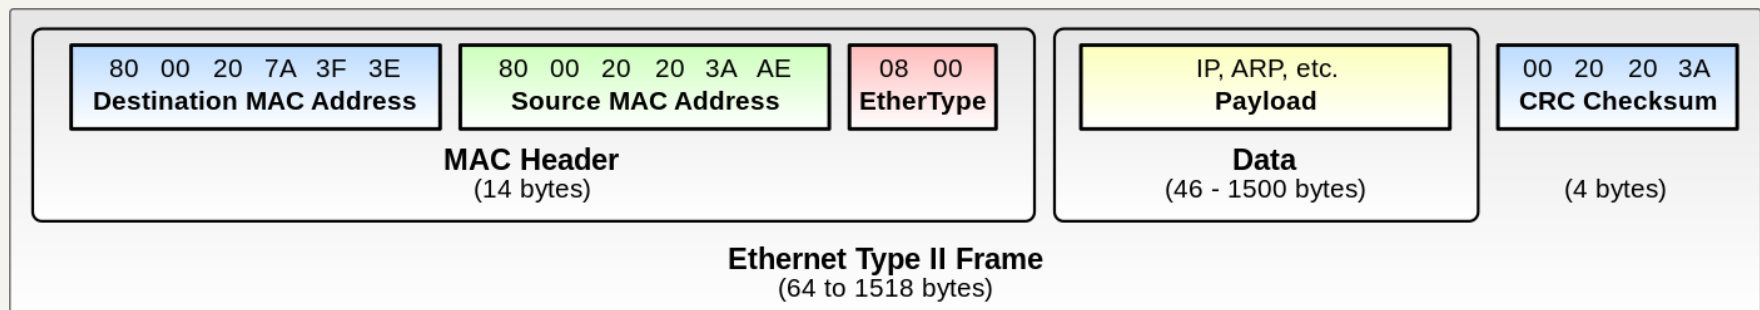 80 00 20 7A 3F 3E
Destination MAC Address
80 00 20 20 3A AE
Source MAC Address
08 00
EtherType
MAC Header
(14 bytes)
IP, ARP, etc.
Payload
Data
(46 - 1500 bytes)
00 20 20 3A
CRC Checksum
(4 bytes)
Ethernet Type II Frame
(64 to 1518 bytes)